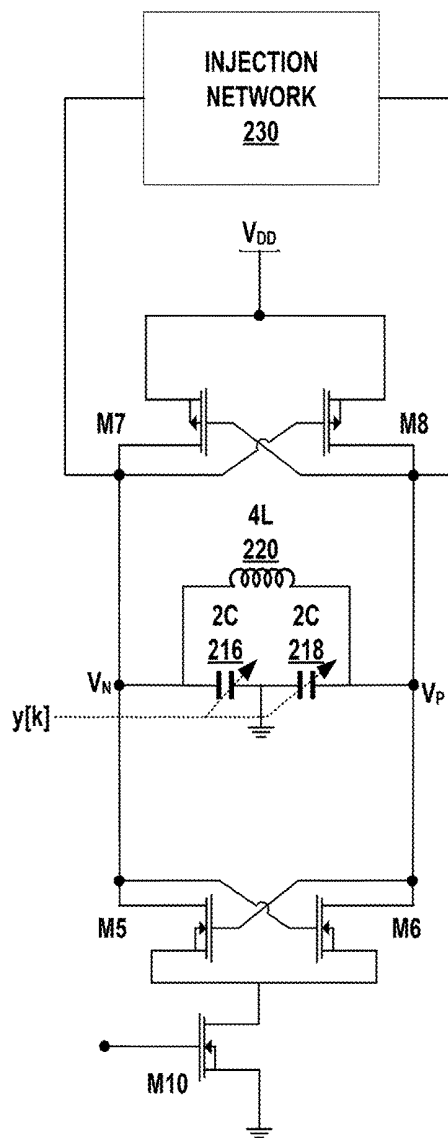 INJECTION
NETWORK
230
VDD
M7
M8
4L
220
2C
2C
216
218
VN
VP
y[k]
M5
M6
M10